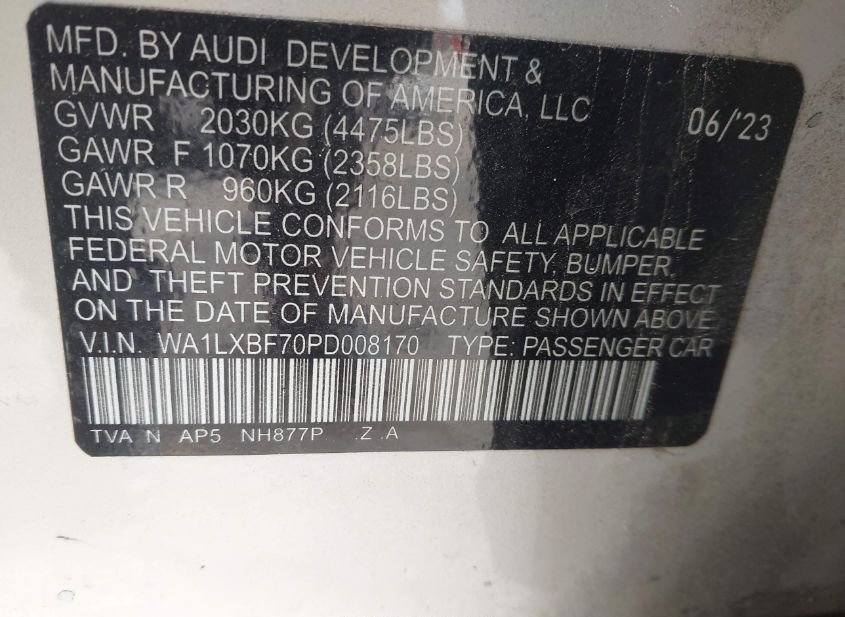 MFD. BY AUDI DEVELOPMENT &
MANUFACTURING OF AMERICA, LLC
06/'23
GVWR 2030KG (4475LBS)
GAWR F 1070KG (2358LBS)
GAWR R 960KG (2116LBS)
THIS VEHICLE CONFORMS TO ALL APPLICABLE
FEDERAL MOTOR VEHICLE SAFETY, BUMPER,
AND THEFT PREVENTION STANDARDS IN EFFECT
ON THE DATE OF MANUFACTURE SHOWN ABOVE.
V.I.N. WA1LXBF70PD008170 TYPE: PASSENGER CAR
TVA N AP5 NH877P .Z .A